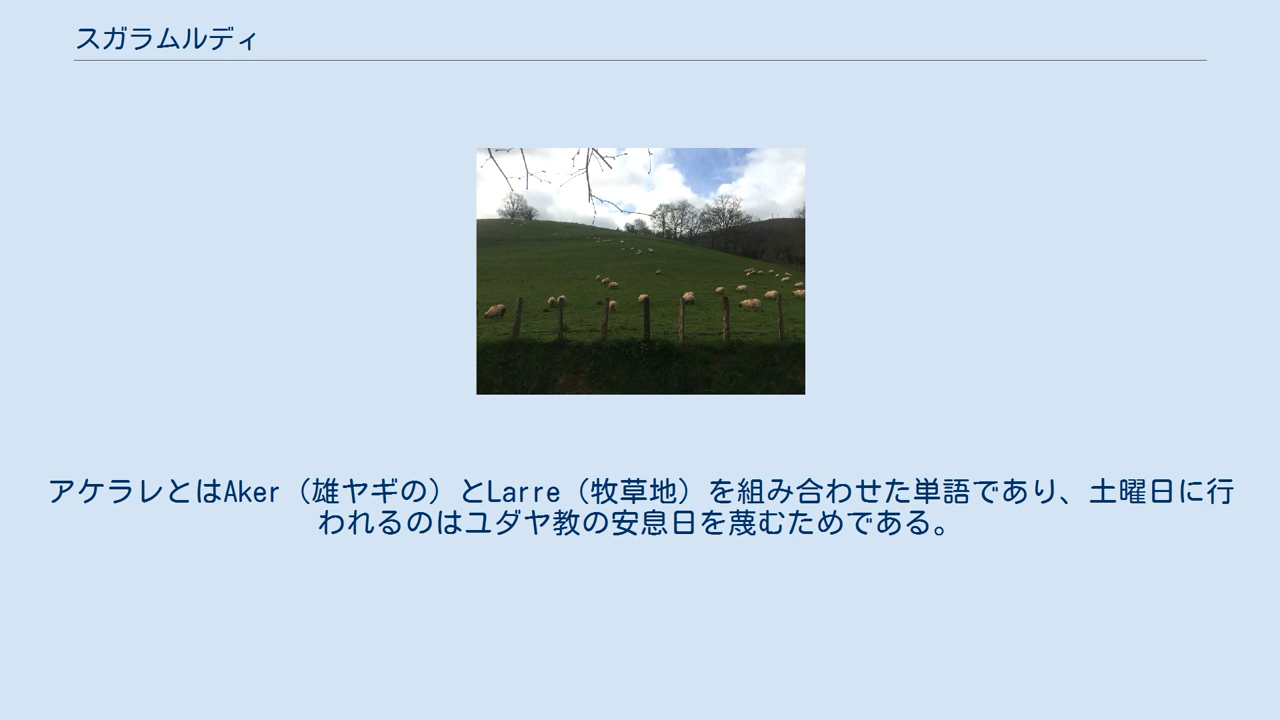 スガラムルディ
アケラレとはAker（雄ヤギの）とLarre（牧草地）を組み合わせた単語であり、土曜日に行
われるのはユダヤ教の安息日を蔑むためである。